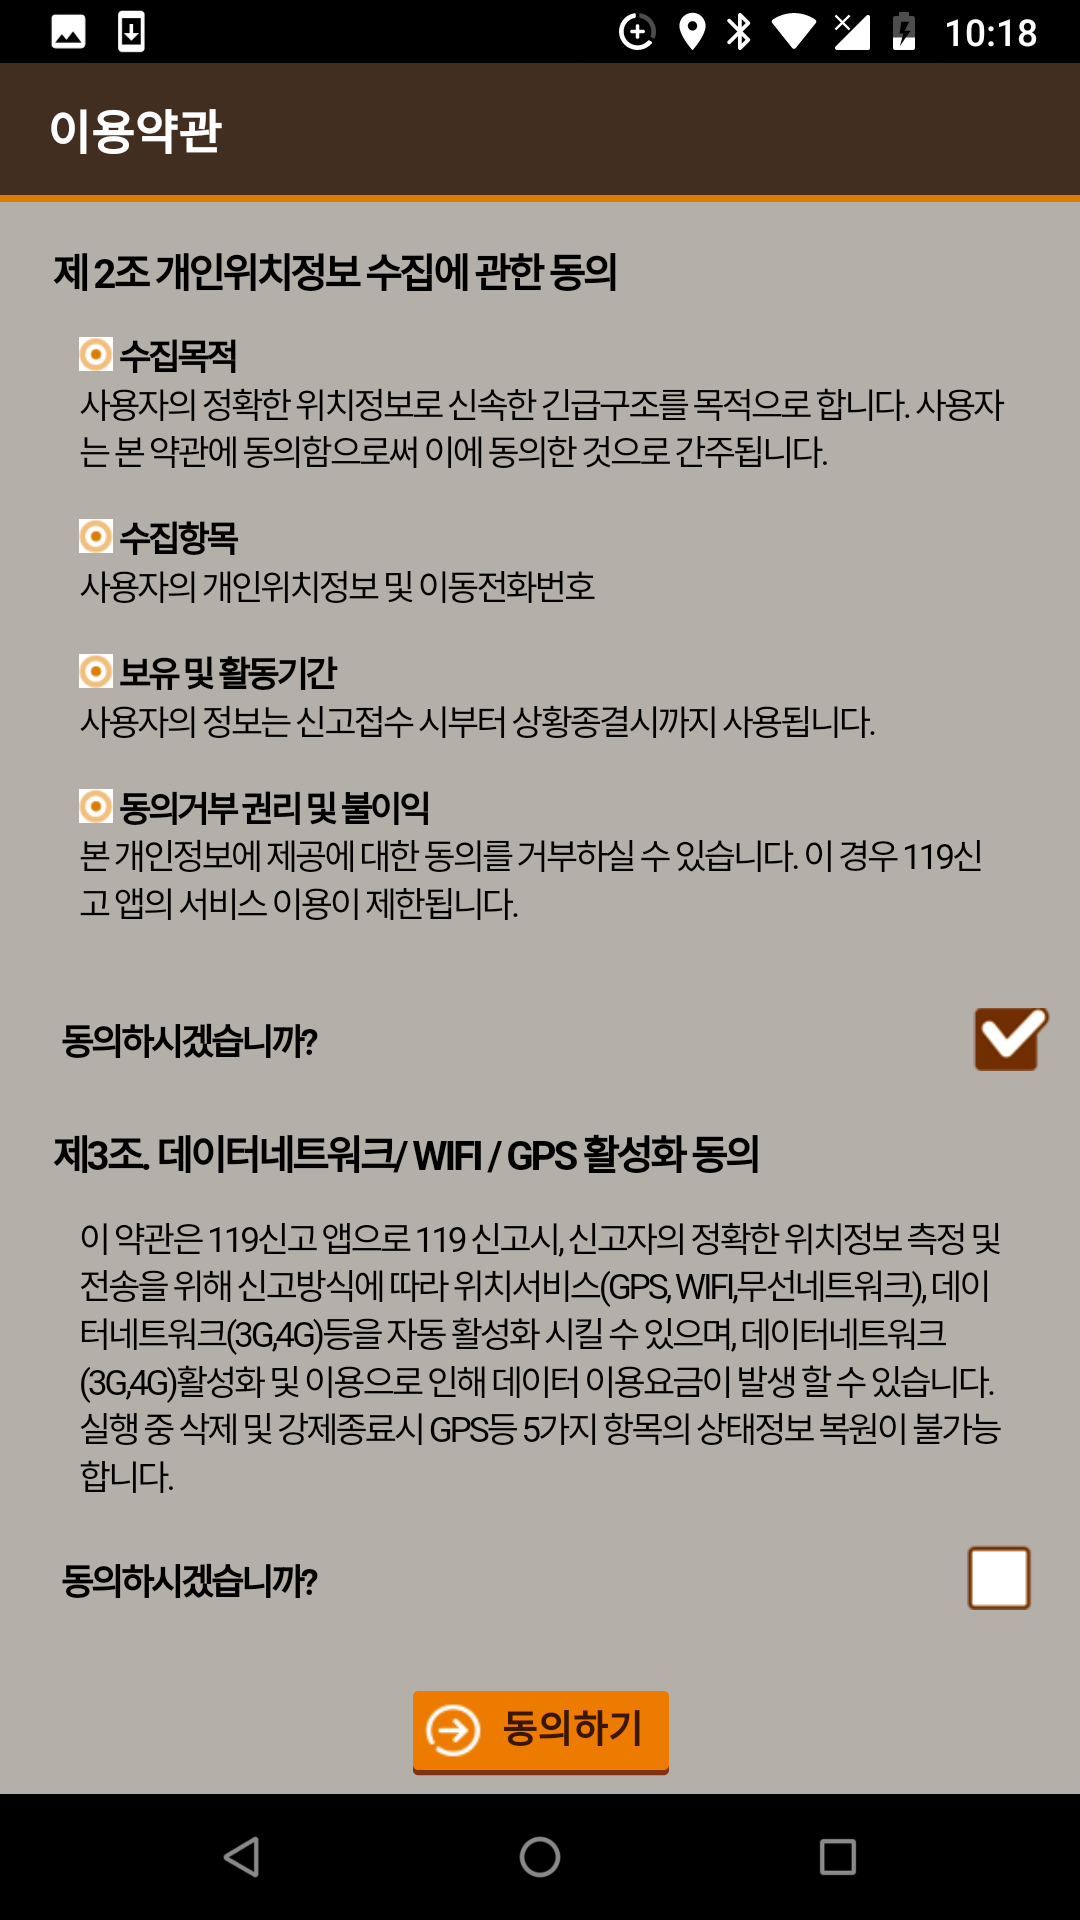 10:18
이용약관
제 2조 개인위치정보 수집에 관한 동의
수집목적
사용자의 정확한 위치정보로 신속한 긴급구조를 목적으로 합니다. 사용자
는 본 약관에 동의함으로써 이에 동의한 것으로 간주됩니다.
수집항목
사용자의 개인위치정보 및 이동전화번호
보유 및 활동기간
사용자의 정보는 신고접수 시부터 상황종결시까지 사용됩니다.
동의거부 권리 및 불이익
본 개인정보에 제공에 대한 동의를 거부하실 수 있습니다. 이 경우 119신
고 앱의 서비스 이용이 제한됩니다.
동의하시겠습니까?
제3조. 데이터네트워크/ WIFI / GPS 활성화 동의
이 약관은 119신고 앱으로 119 신고시, 신고자의 정확한 위치정보 측정 및
전송을 위해 신고방식에 따라 위치서비스(GPS, WIFI,무선네트워크), 데이
터네트워크(3G,4G)등을 자동 활성화 시킬 수 있으며, 데이터네트워크
(3G,4G)활성화 및 이용으로 인해 데이터 이용요금이 발생 할 수 있습니다.
실행 중 삭제 및 강제종료시 GPS등 5가지 항목의 상태정보 복원이 불가능
합니다.
동의하시겠습니까?
동의하기